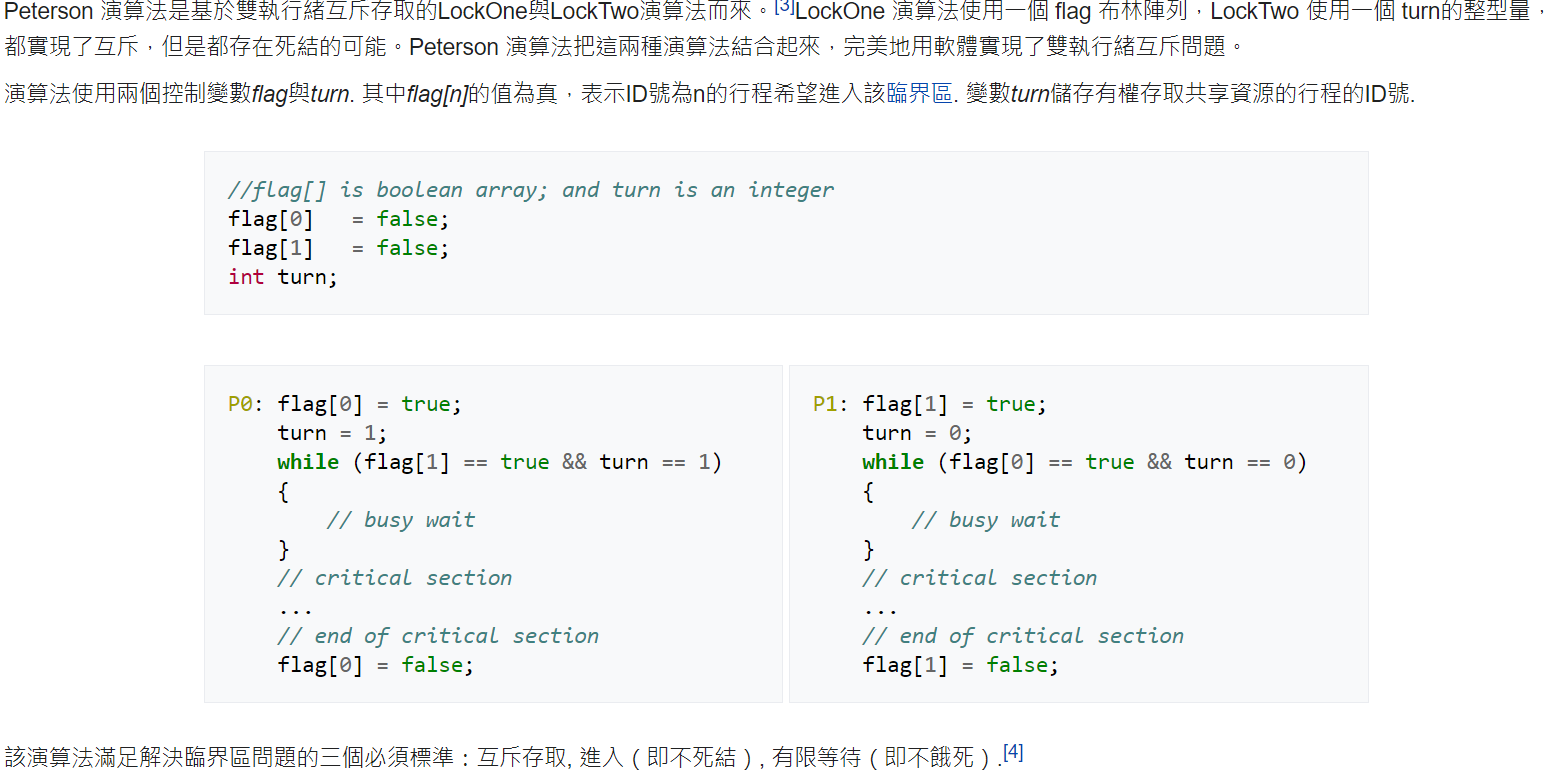 Peterson 演算法是基於雙執行緒互斥存取的LockOne與LockTwo演算法而來。[3]LockOne 演算法使用一個 flag 布林陣列，LockTwo 使用一個 turn的整型量，
都實現了互斥，但是都存在死結的可能。Peterson 演算法把這兩種演算法結合起來，完美地用軟體實現了雙執行緒互斥問題。
演算法使用兩個控制變數flag與turn. 其中flag[n]的值為真，表示ID號為n的行程希望進入該臨界區. 變數turn儲存有權存取共享資源的行程的ID號.
//flag[] is boolean array; and turn is an integer
flag[0]   = false;
flag[1]   = false;
int turn;
P0: flag[0] = true;
    turn = 1;
    while (flag[1] == true && turn == 1)
    {
        // busy wait
    }
    // critical section
    ...
    // end of critical section
    flag[0] = false;
P1: flag[1] = true;
    turn = 0;
    while (flag[0] == true && turn == 0)
    {
        // busy wait
    }
    // critical section
    ...
    // end of critical section
    flag[1] = false;
該演算法滿足解決臨界區問題的三個必須標準：互斥存取, 進入（即不死結）, 有限等待（即不餓死）.[4]